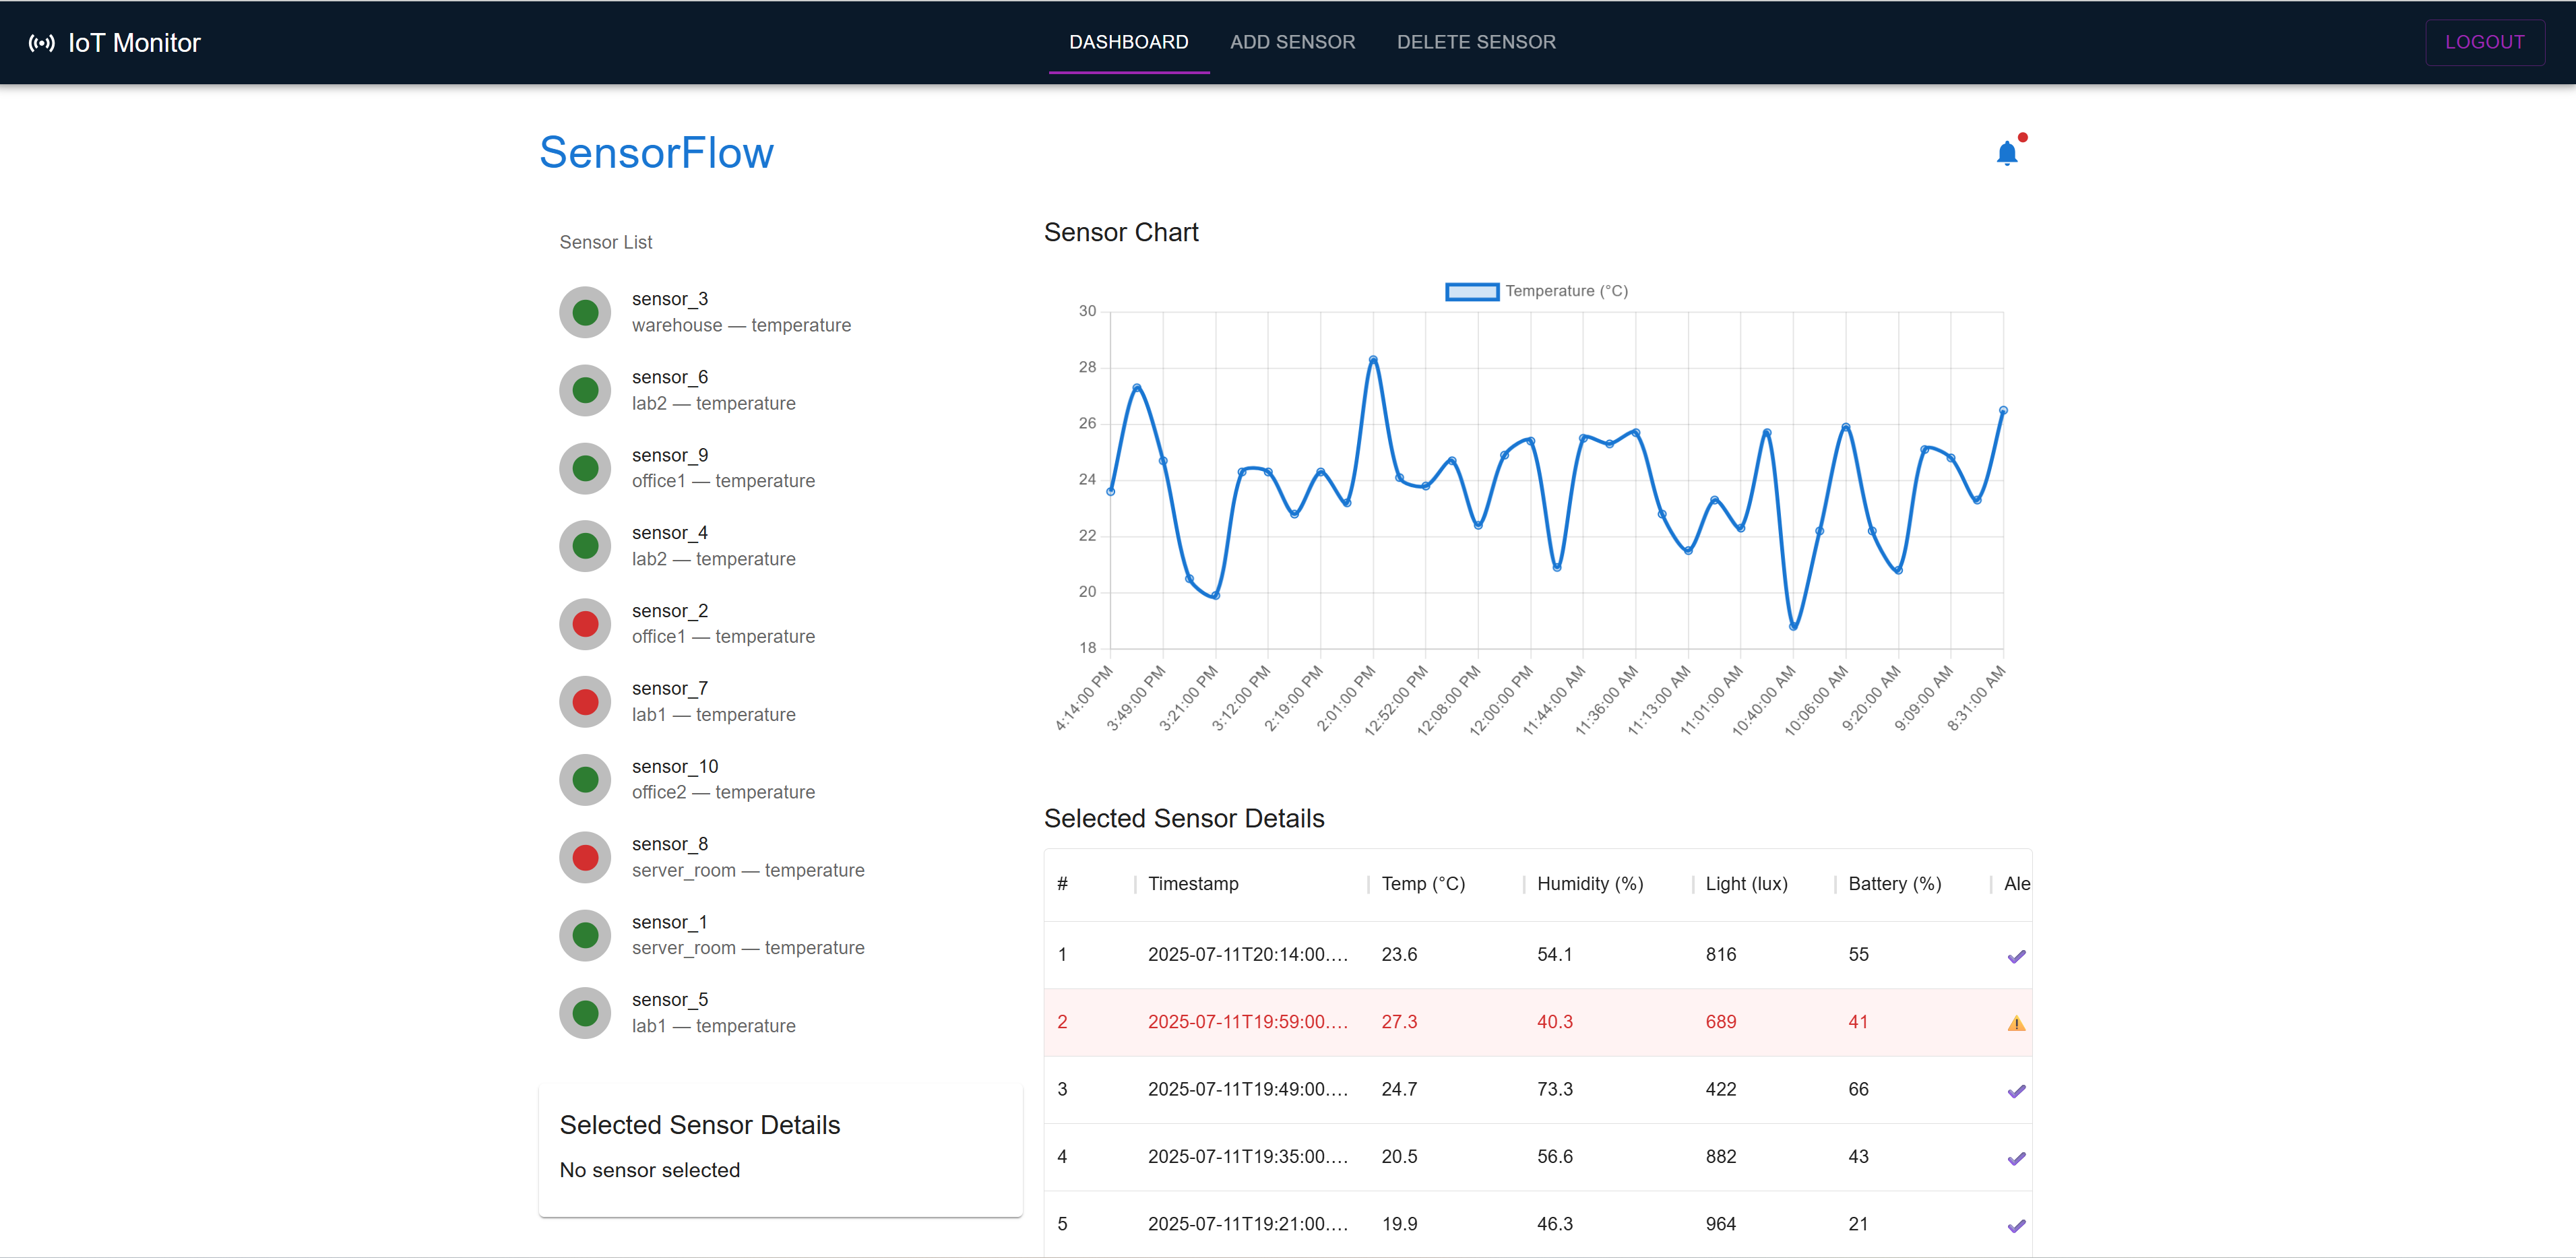 IoT Monitor
DASHBOARD
ADD SENSOR
DELETE SENSOR
LOGOUT
SensorFlow
Sensor List
sensor_3
warehouse — temperature
sensor_6
lab2 — temperature
sensor_9
office1 — temperature
sensor_4
lab2 — temperature
sensor_2
office1 — temperature
sensor_7
lab1 — temperature
sensor_10
office2 — temperature
sensor_8
server_room — temperature
sensor_1
server_room — temperature
sensor_5
lab1 — temperature
Selected Sensor Details
No sensor selected
Sensor Chart
Temperature (°C)
30
28
26
24
22
20
18
4:14:00 PM
3:49:00 PM
3:21:00 PM
3:12:00 PM
2:19:00 PM
2:01:00 PM
12:52:00 PM
12:08:00 PM
12:00:00 PM
11:44:00 AM
11:36:00 AM
11:13:00 AM
11:01:00 AM
10:40:00 AM
10:06:00 AM
9:20:00 AM
9:09:00 AM
8:31:00 AM
Selected Sensor Details
# Timestamp Temp (°C) Humidity (%) Light (lux) Battery (%) Ale
1 2025-07-11T20:14:00.... 23.6 54.1 816 55
2 2025-07-11T19:59:00.... 27.3 40.3 689 41
3 2025-07-11T19:49:00.... 24.7 73.3 422 66
4 2025-07-11T19:35:00.... 20.5 56.6 882 43
5 2025-07-11T19:21:00.... 19.9 46.3 964 21